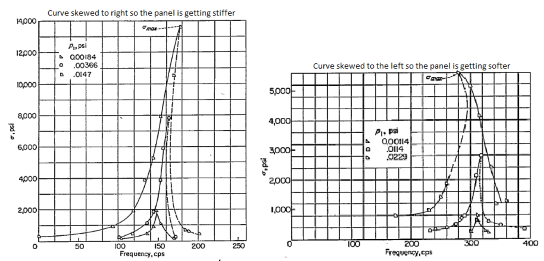 Curve skewed to right so the panel is getting stiffer
14,000
σmax
12,000
10,000
8,000
6,000
4,000
2,000
σ, psi
p₁, psi
0.00184
.00366
.0147
0 50 100 150 200 250
Frequency, cps
Curve skewed to the left so the panel is getting softer
σmax
5,000
4,000
3,000
2,000
1,000
σ, psi
p₁, psi
0.00114
.0114
.0229
0 100 200 300 400
Frequency, cps